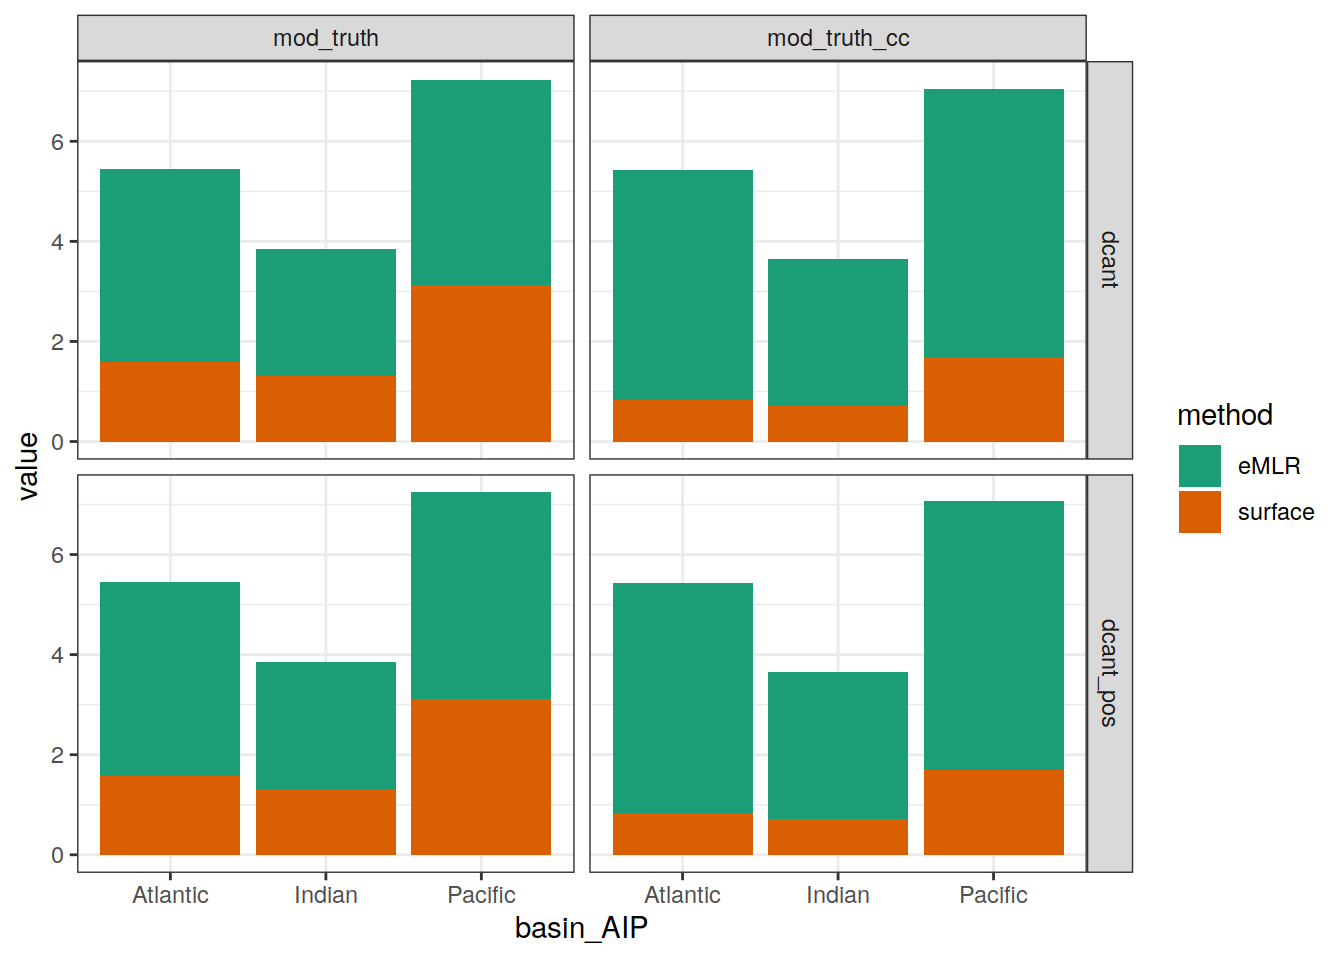 mod_truth
mod_truth_cc
6
4
2
0
dcant
6
4
2
0
dcant_pos
value
Atlantic
Indian
Pacific
Atlantic
Indian
Pacific
basin_AIP
method
eMLR
surface